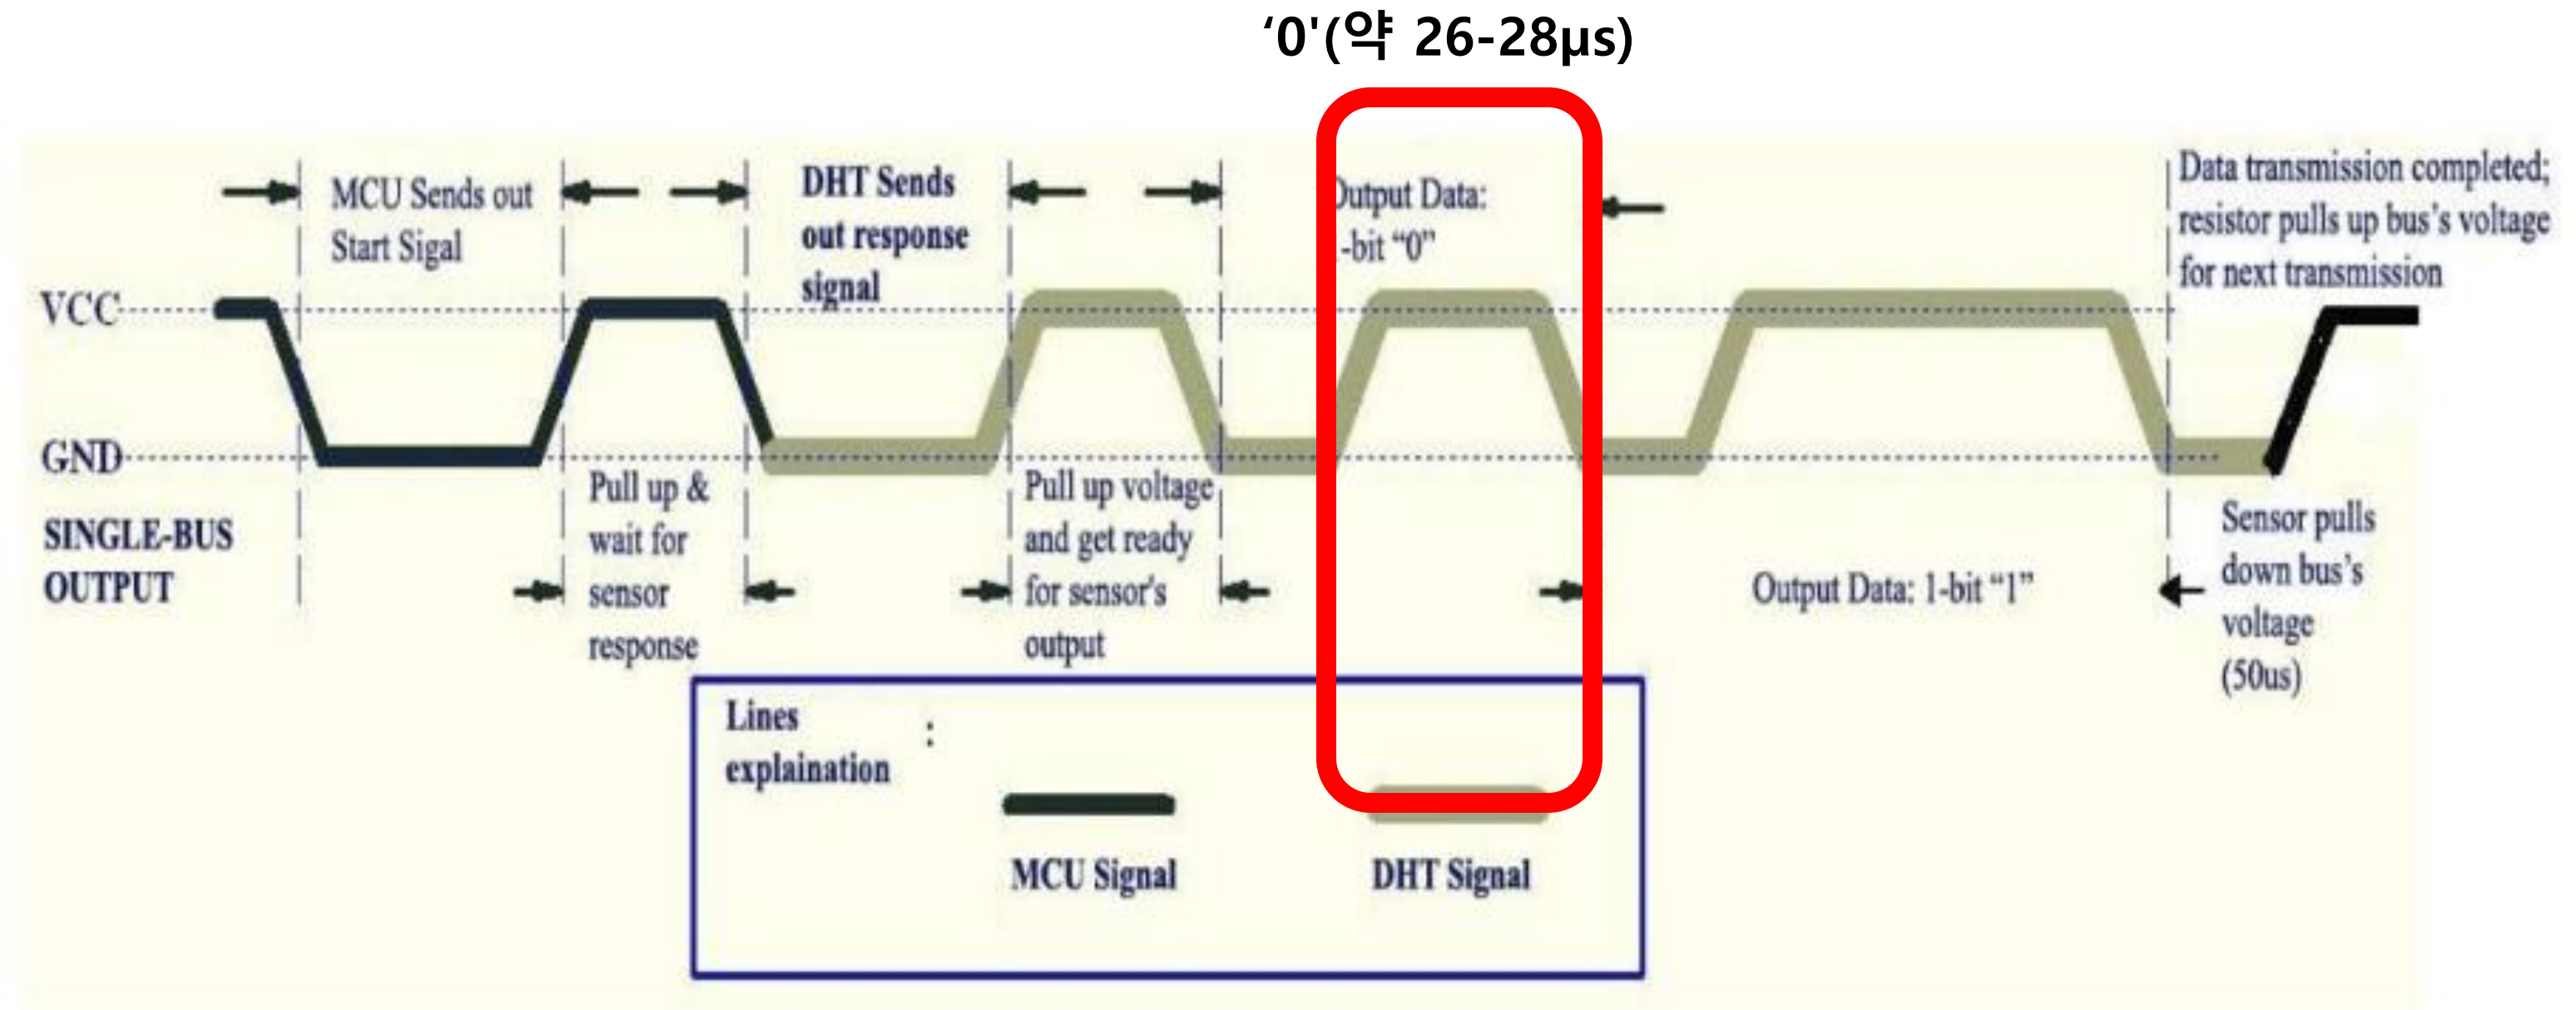 ‘0'(약 26-28μs)
MCU Sends out
Start Sigal
DHT Sends
out response
signal
Output Data:
-bit “0”
Data transmission completed;
resistor pulls up bus’s voltage
for next transmission
VCC
GND
SINGLE-BUS
OUTPUT
Pull up &
wait for
sensor
response
Pull up voltage
and get ready
for sensor's
output
Output Data: 1-bit “1”
Sensor pulls
down bus’s
voltage
(50us)
Lines
explaination :
MCU Signal
DHT Signal